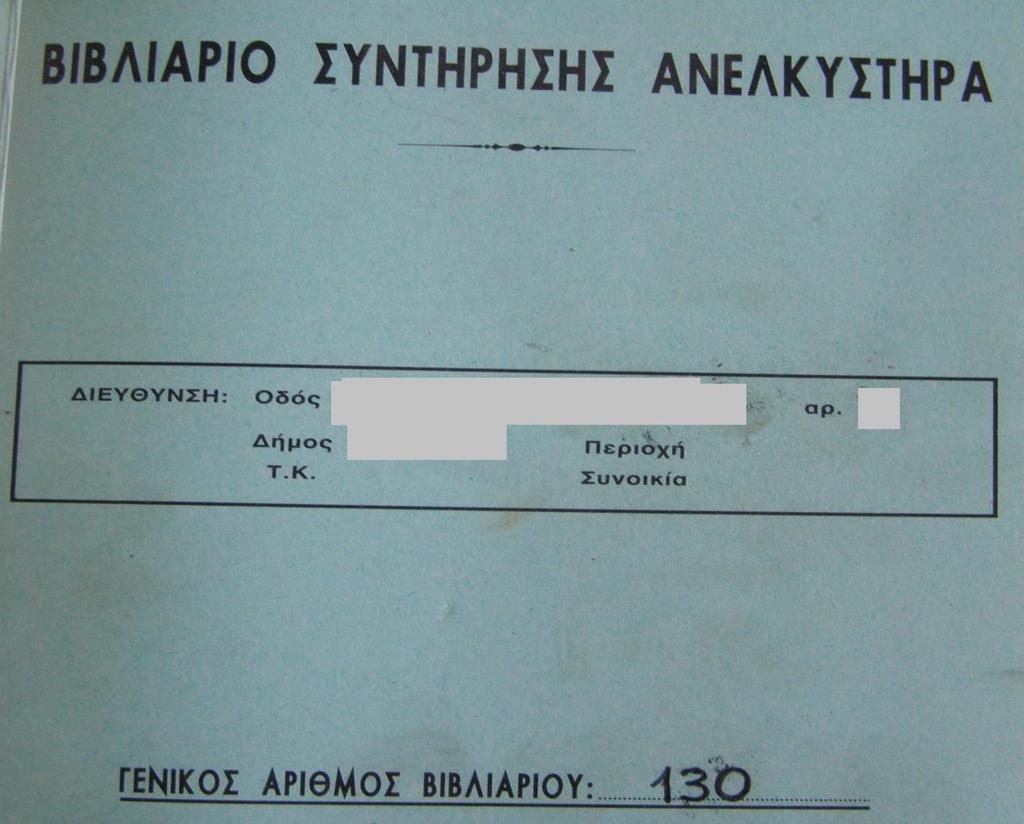 ΒΙΒΛΙΑΡΙΟ ΣΥΝΤΗΡΗΣΗΣ ΑΝΕΛΚΥΣΤΗΡΑ
ΔΙΕΥΘΥΝΣΗ: Οδός αρ.
Δήμος Περιοχή
Τ.Κ. Συνοικία
ΓΕΝΙΚΟΣ ΑΡΙΘΜΟΣ ΒΙΒΛΙΑΡΙΟΥ: 130